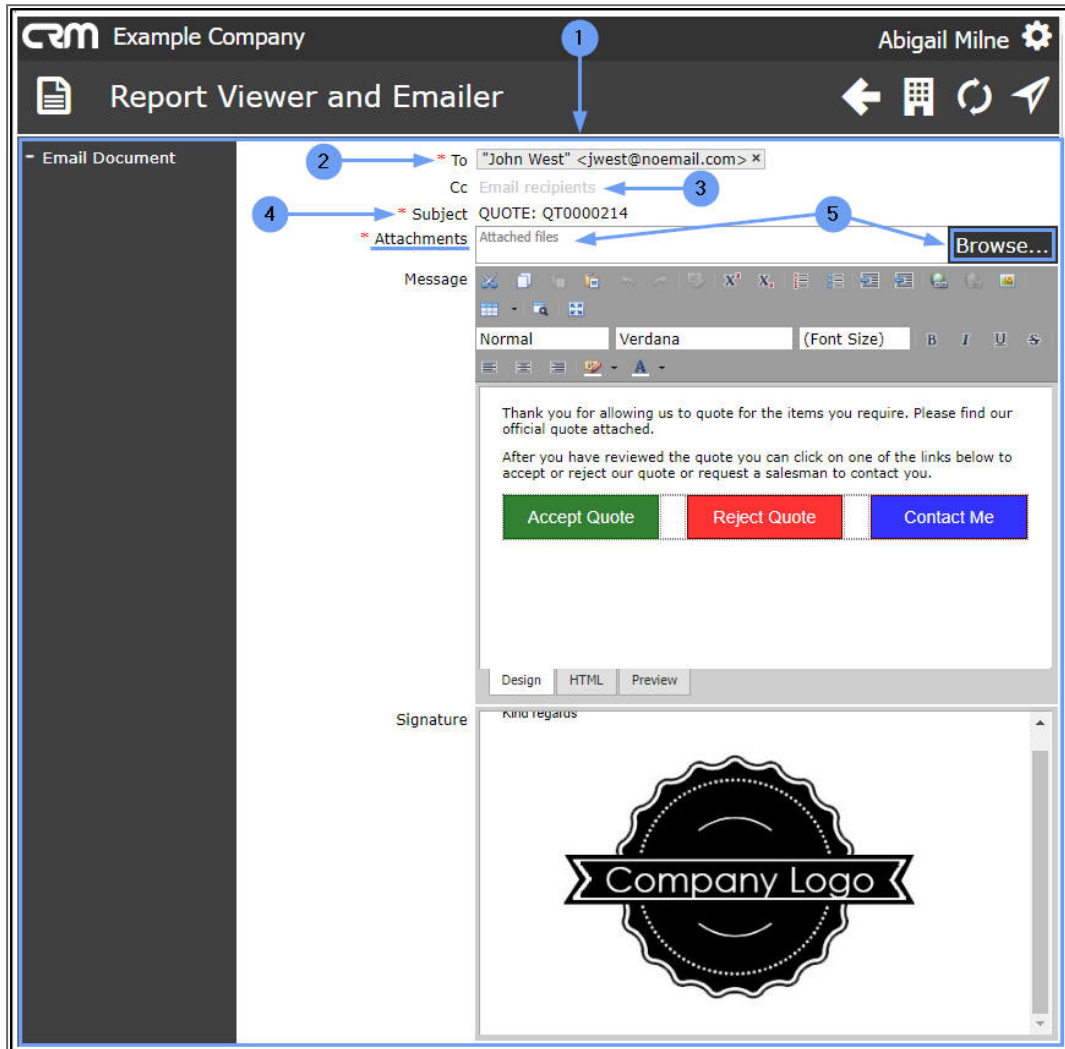 CRM Example Company
1
Abigail Milne
Report Viewer and Emailer
- Email Document
2
* To "John West" <jwest@noemail.com> ×
Cc Email recipients
3
4
* Subject QUOTE: QT0000214
5
* Attachments Attached files
Browse...
Message
Normal Verdana (Font Size) B I U S
A
Thank you for allowing us to quote for the items you require. Please find our
official quote attached.
After you have reviewed the quote you can click on one of the links below to
accept or reject our quote or request a salesman to contact you.
Accept Quote Reject Quote Contact Me
Design HTML Preview
Signature
Kind regards
Company Logo